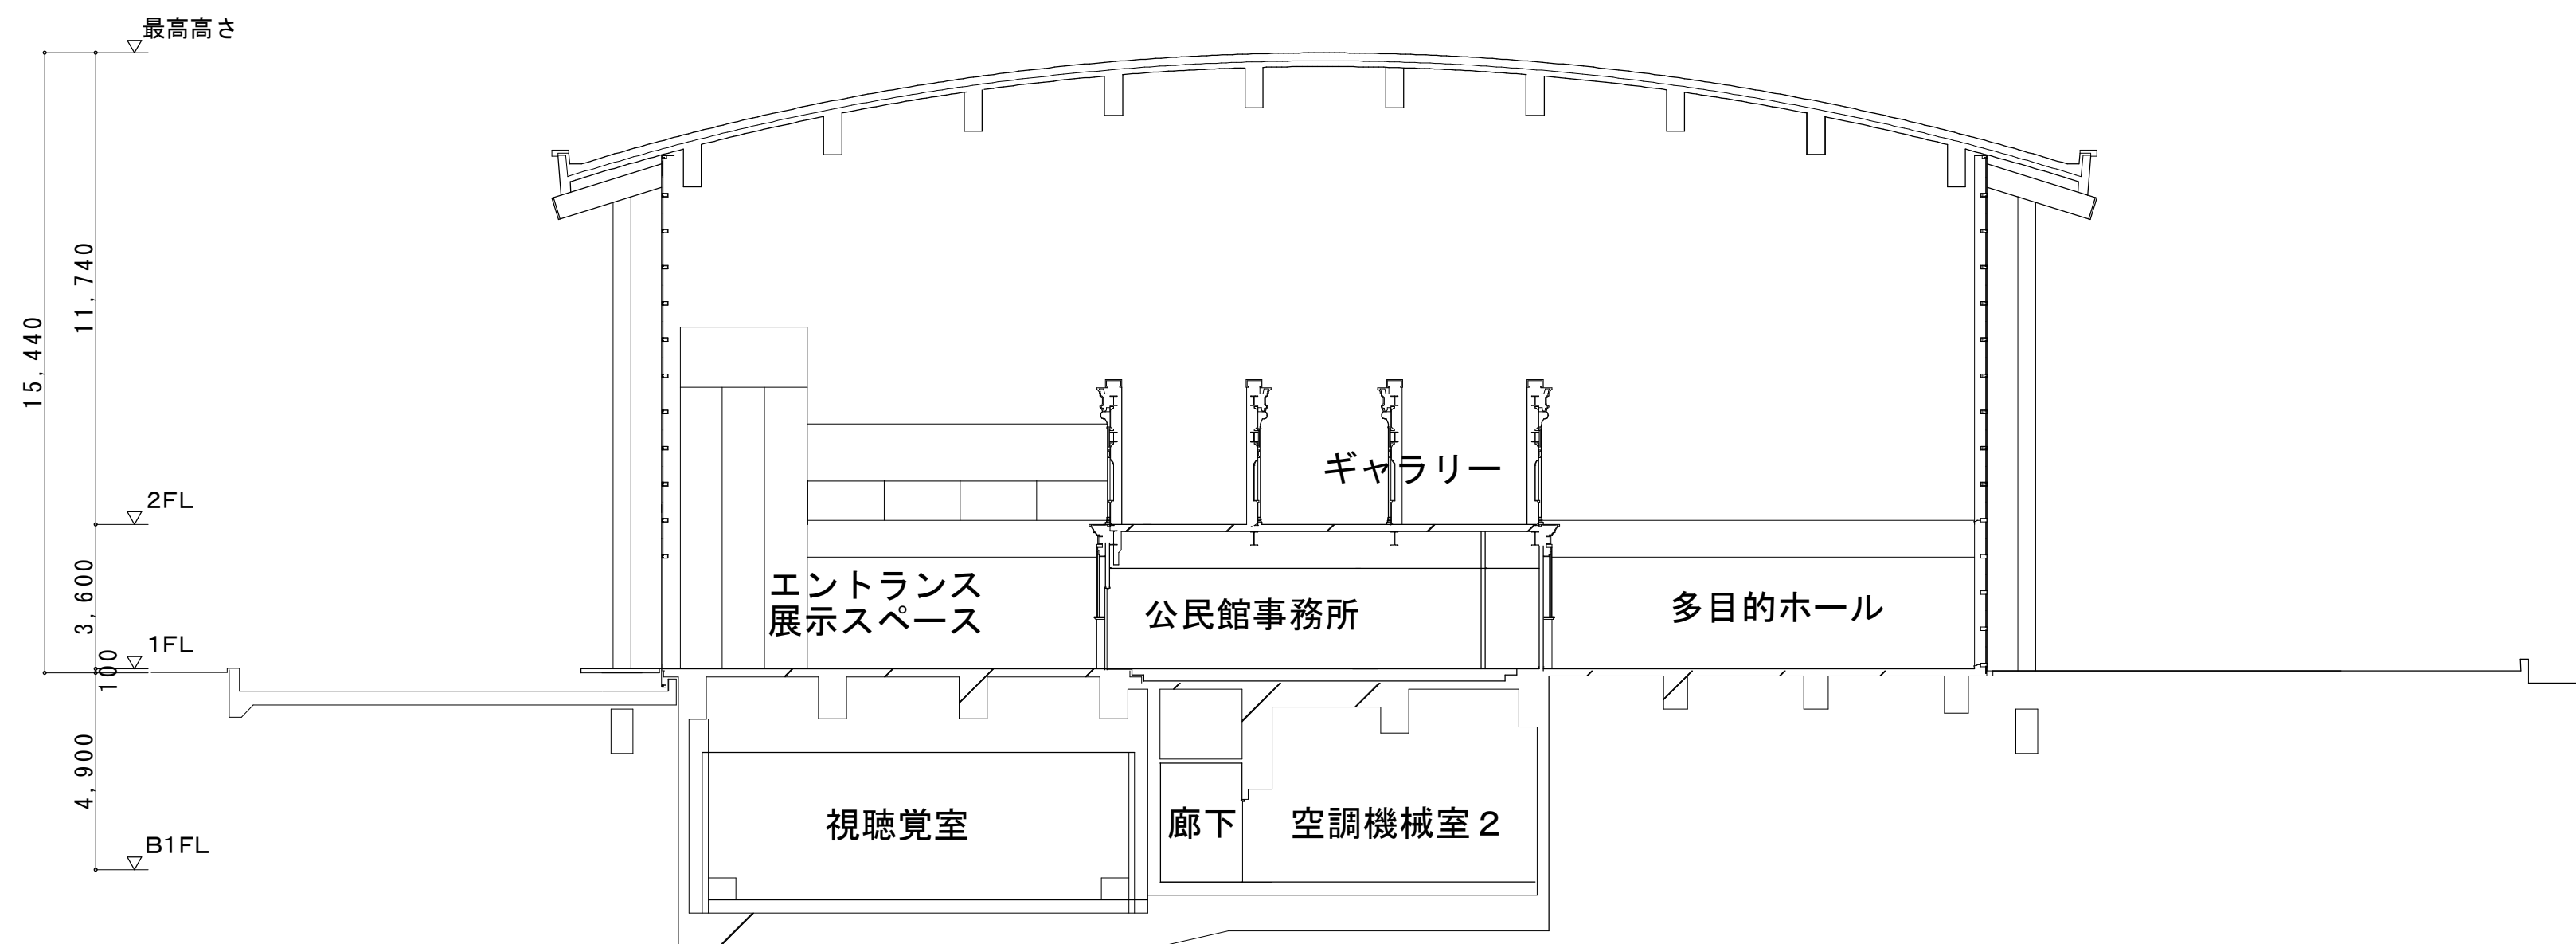 最高高さ
15,440
11,740
2FL
3,600
1FL
100
4,900
B1FL
ギャラリー
エントランス
展示スペース
公民館事務所
多目的ホール
視聴覚室
廊下
空調機械室２